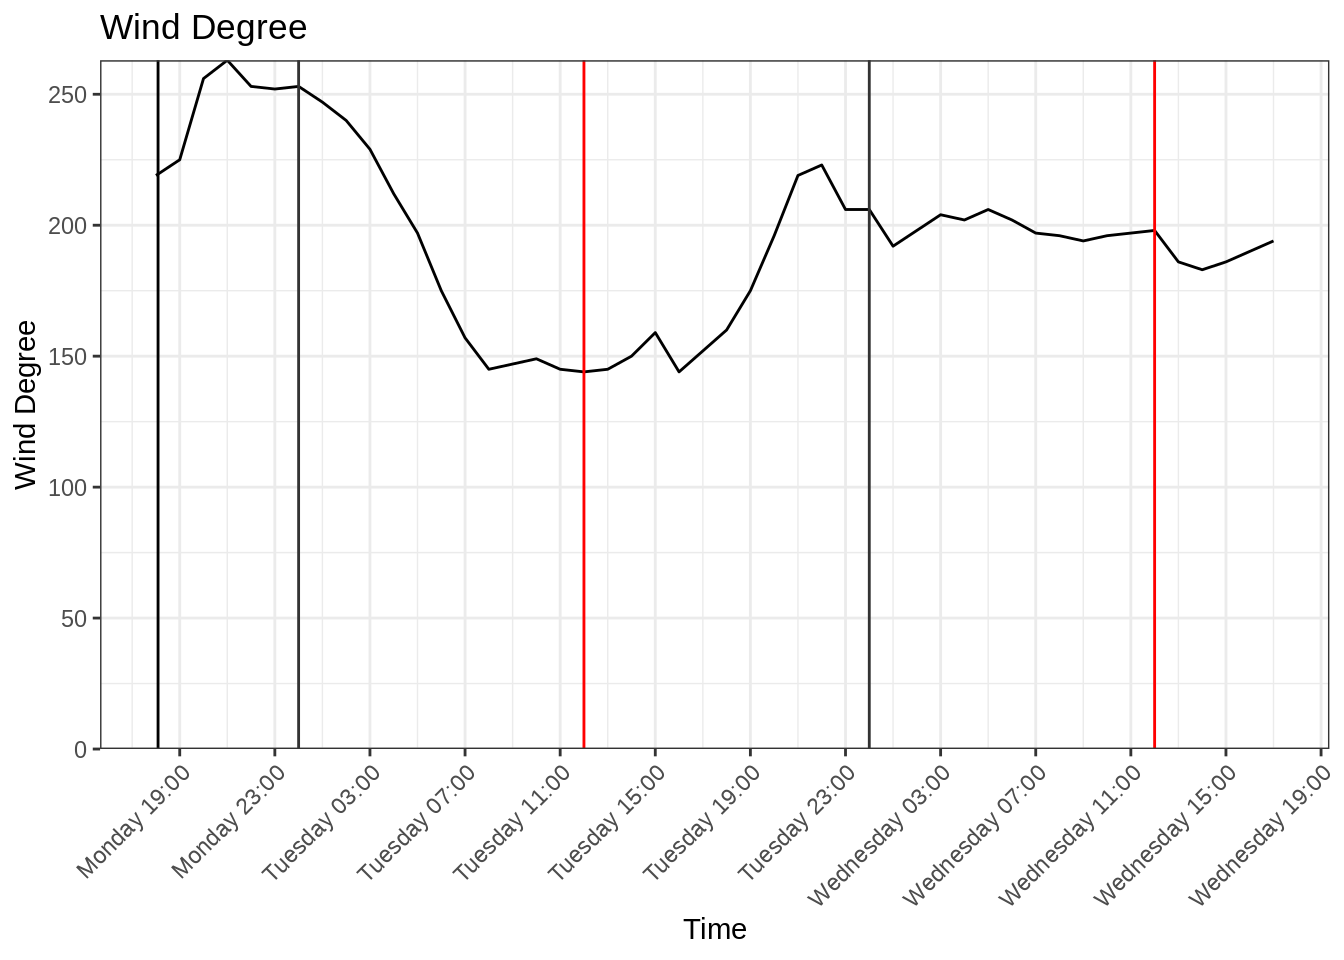 Wind Degree
Wind Degree
250
200
150
100
50
0
Monday 19:00
Monday 23:00
Tuesday 03:00
Tuesday 07:00
Tuesday 11:00
Tuesday 15:00
Tuesday 19:00
Tuesday 23:00
Wednesday 03:00
Wednesday 07:00
Wednesday 11:00
Wednesday 15:00
Wednesday 19:00
Time